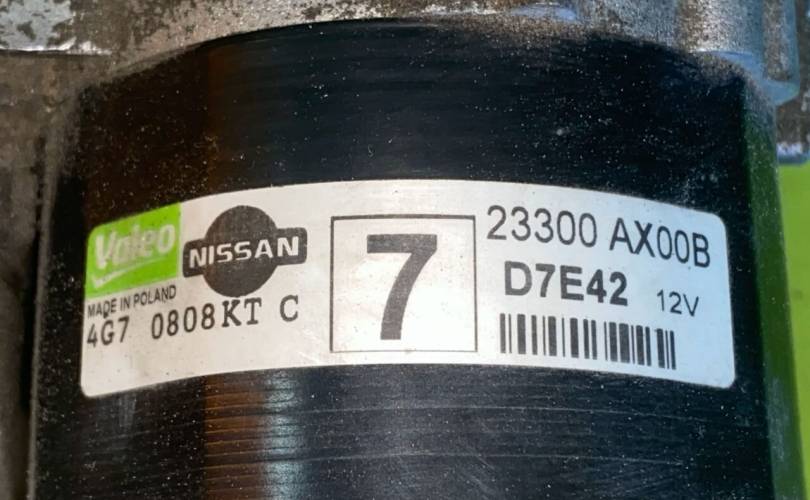 Valeo
NISSAN
MADE IN POLAND
4G7 0808KT C
7
23300 AX00B
D7E42 12V